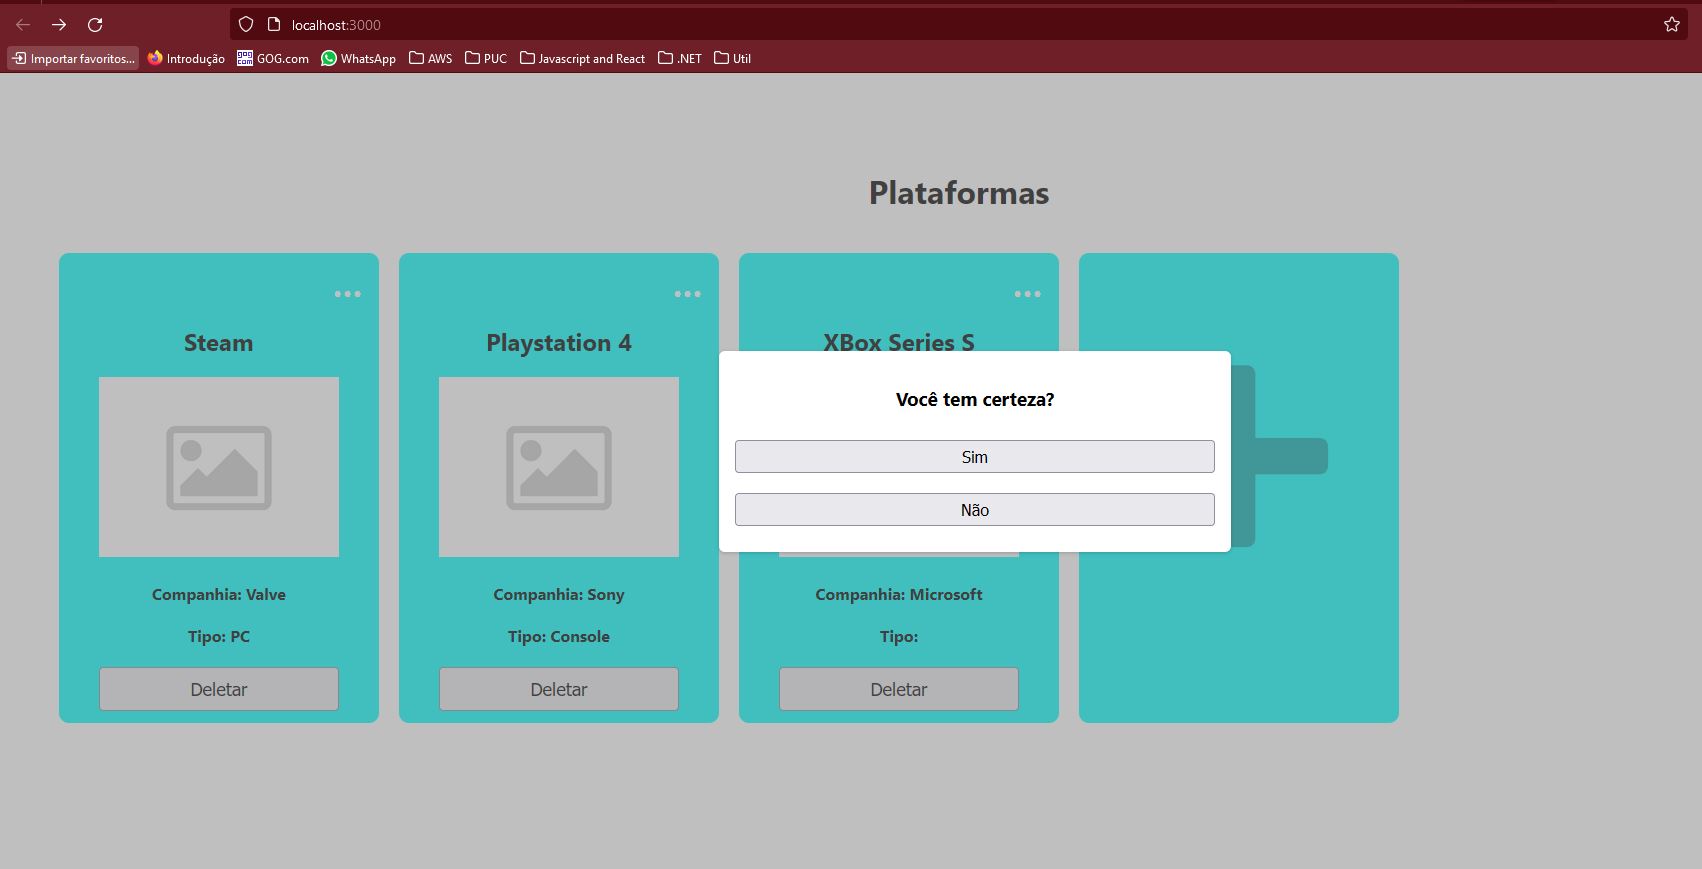 localhost:3000
Importar favoritos... Introdução GOG.com WhatsApp AWS PUC Javascript and React .NET Util
Plataformas
Steam Playstation 4 XBox Series S
Você tem certeza?
Sim
Não
Companhia: Valve Companhia: Sony Companhia: Microsoft
Tipo: PC Tipo: Console Tipo:
Deletar Deletar Deletar